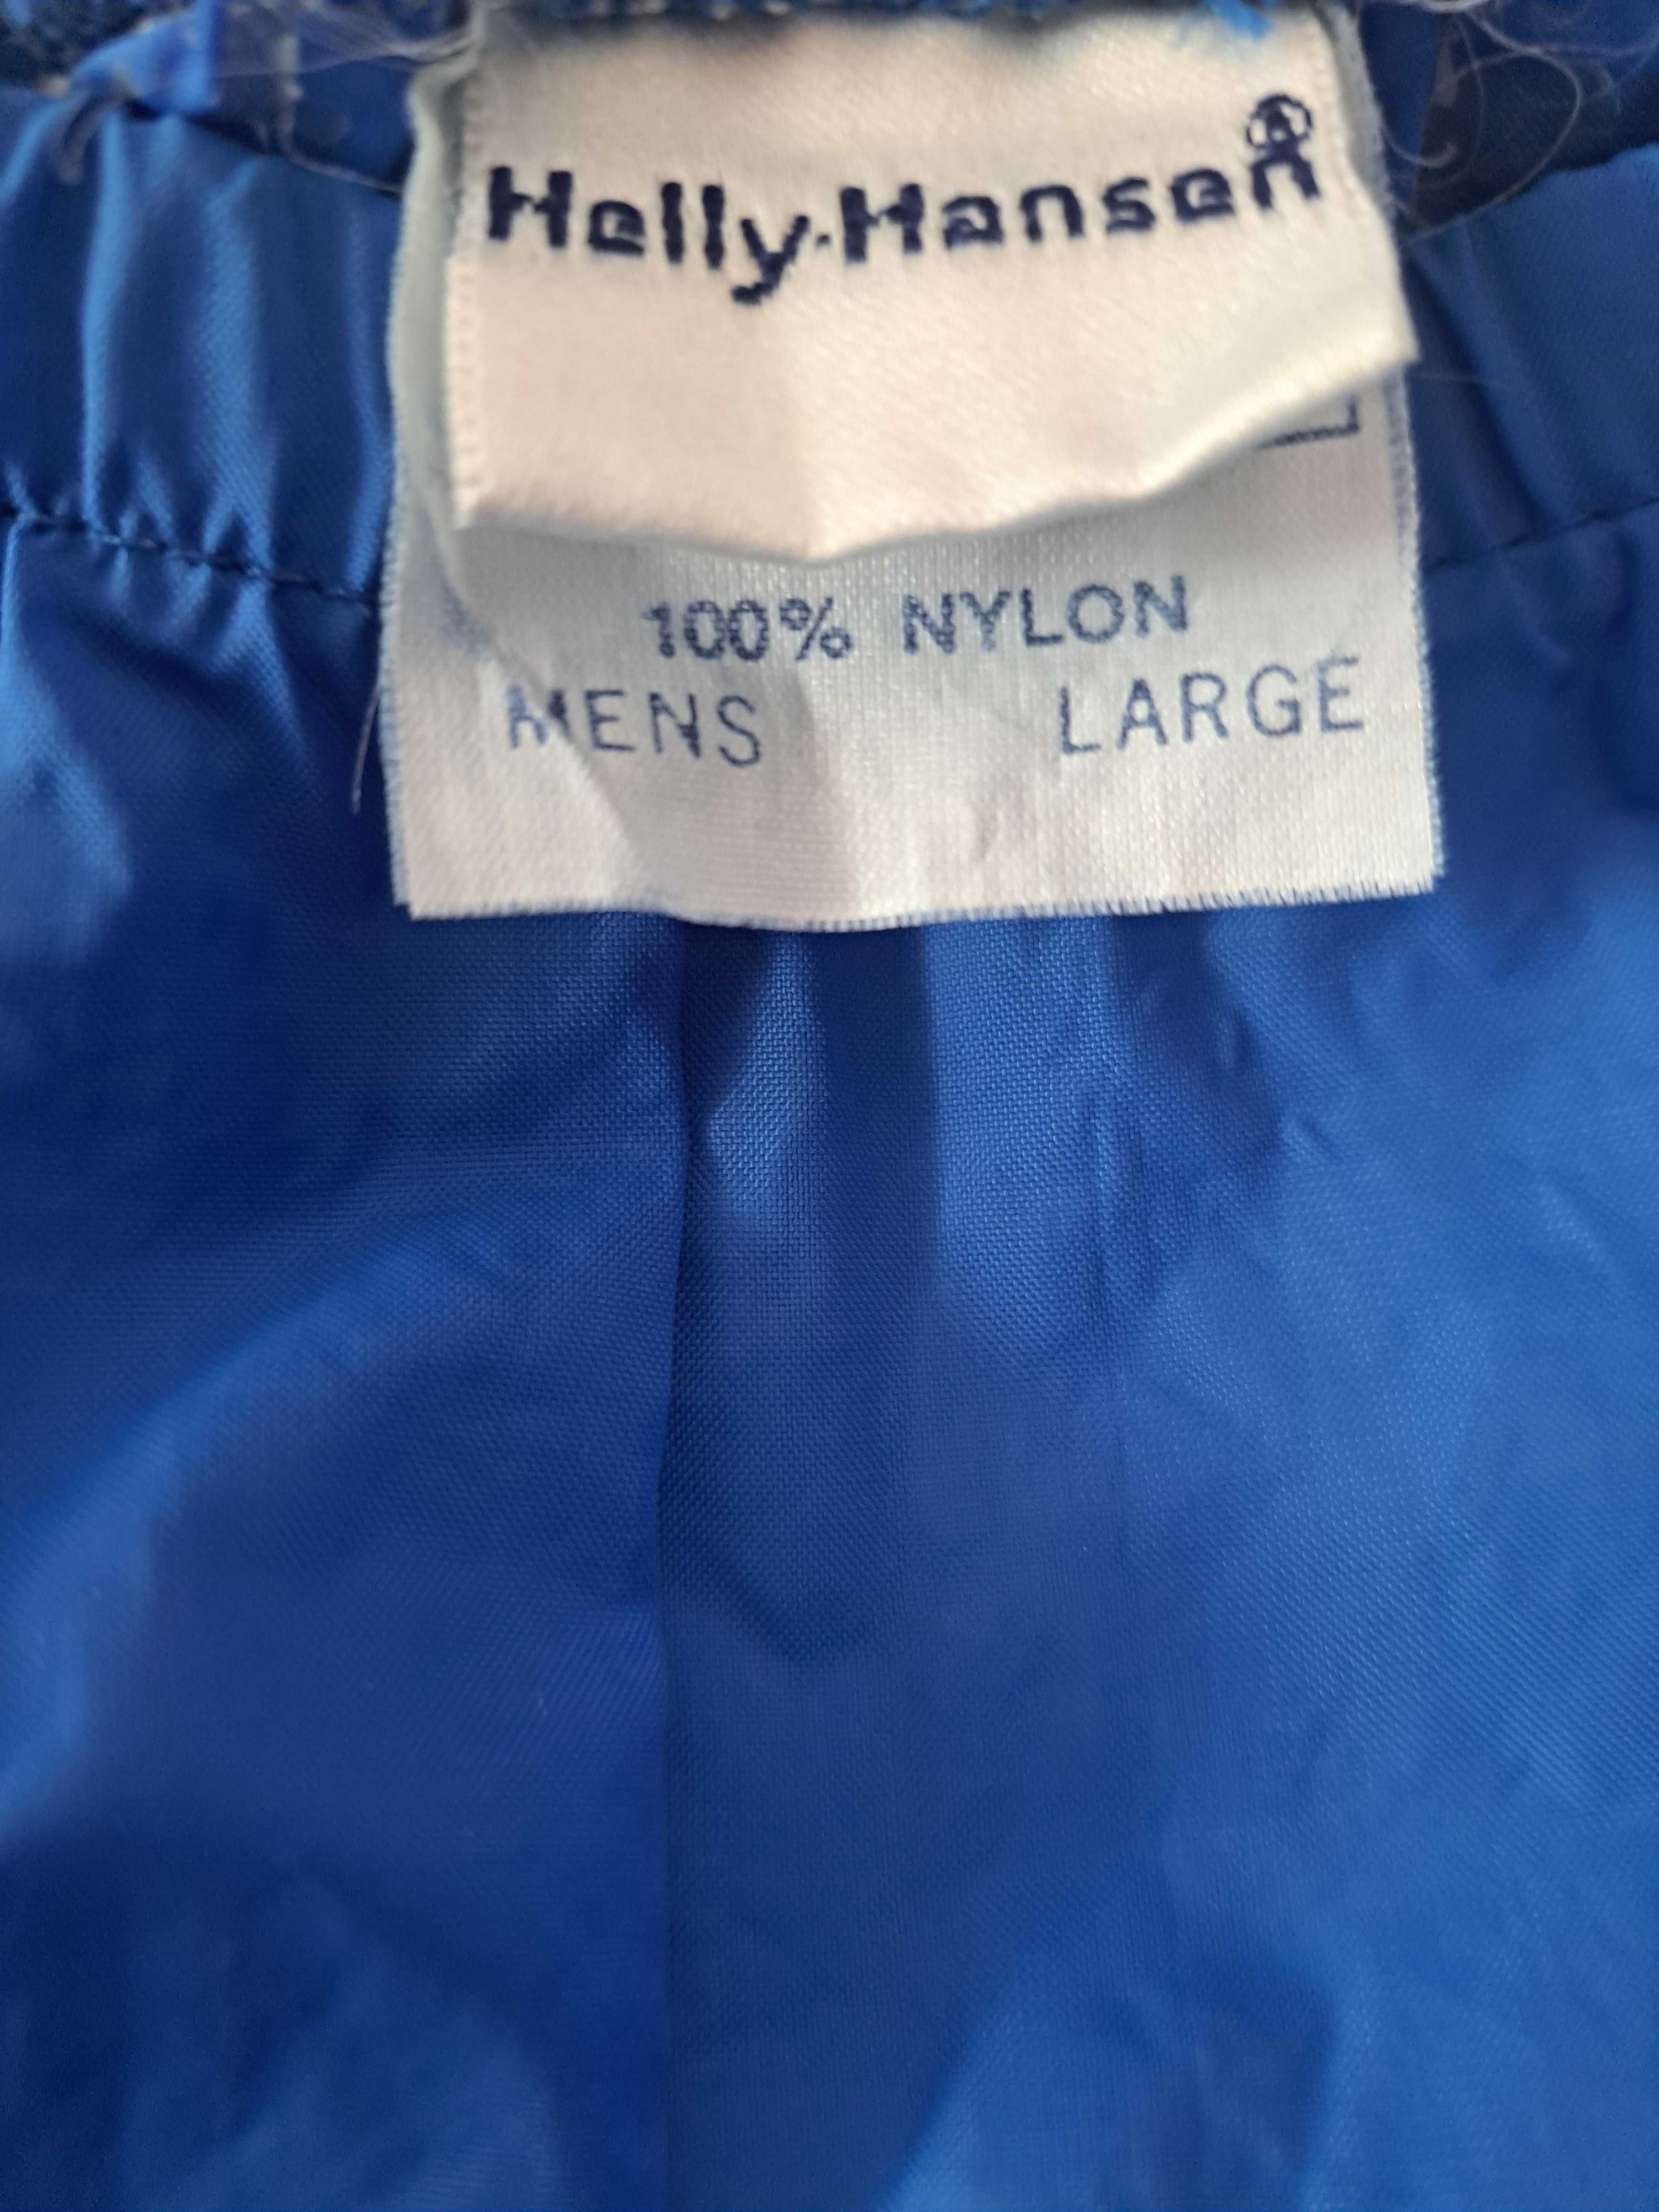 Helly-Hansen®
100% NYLON
MENS LARGE